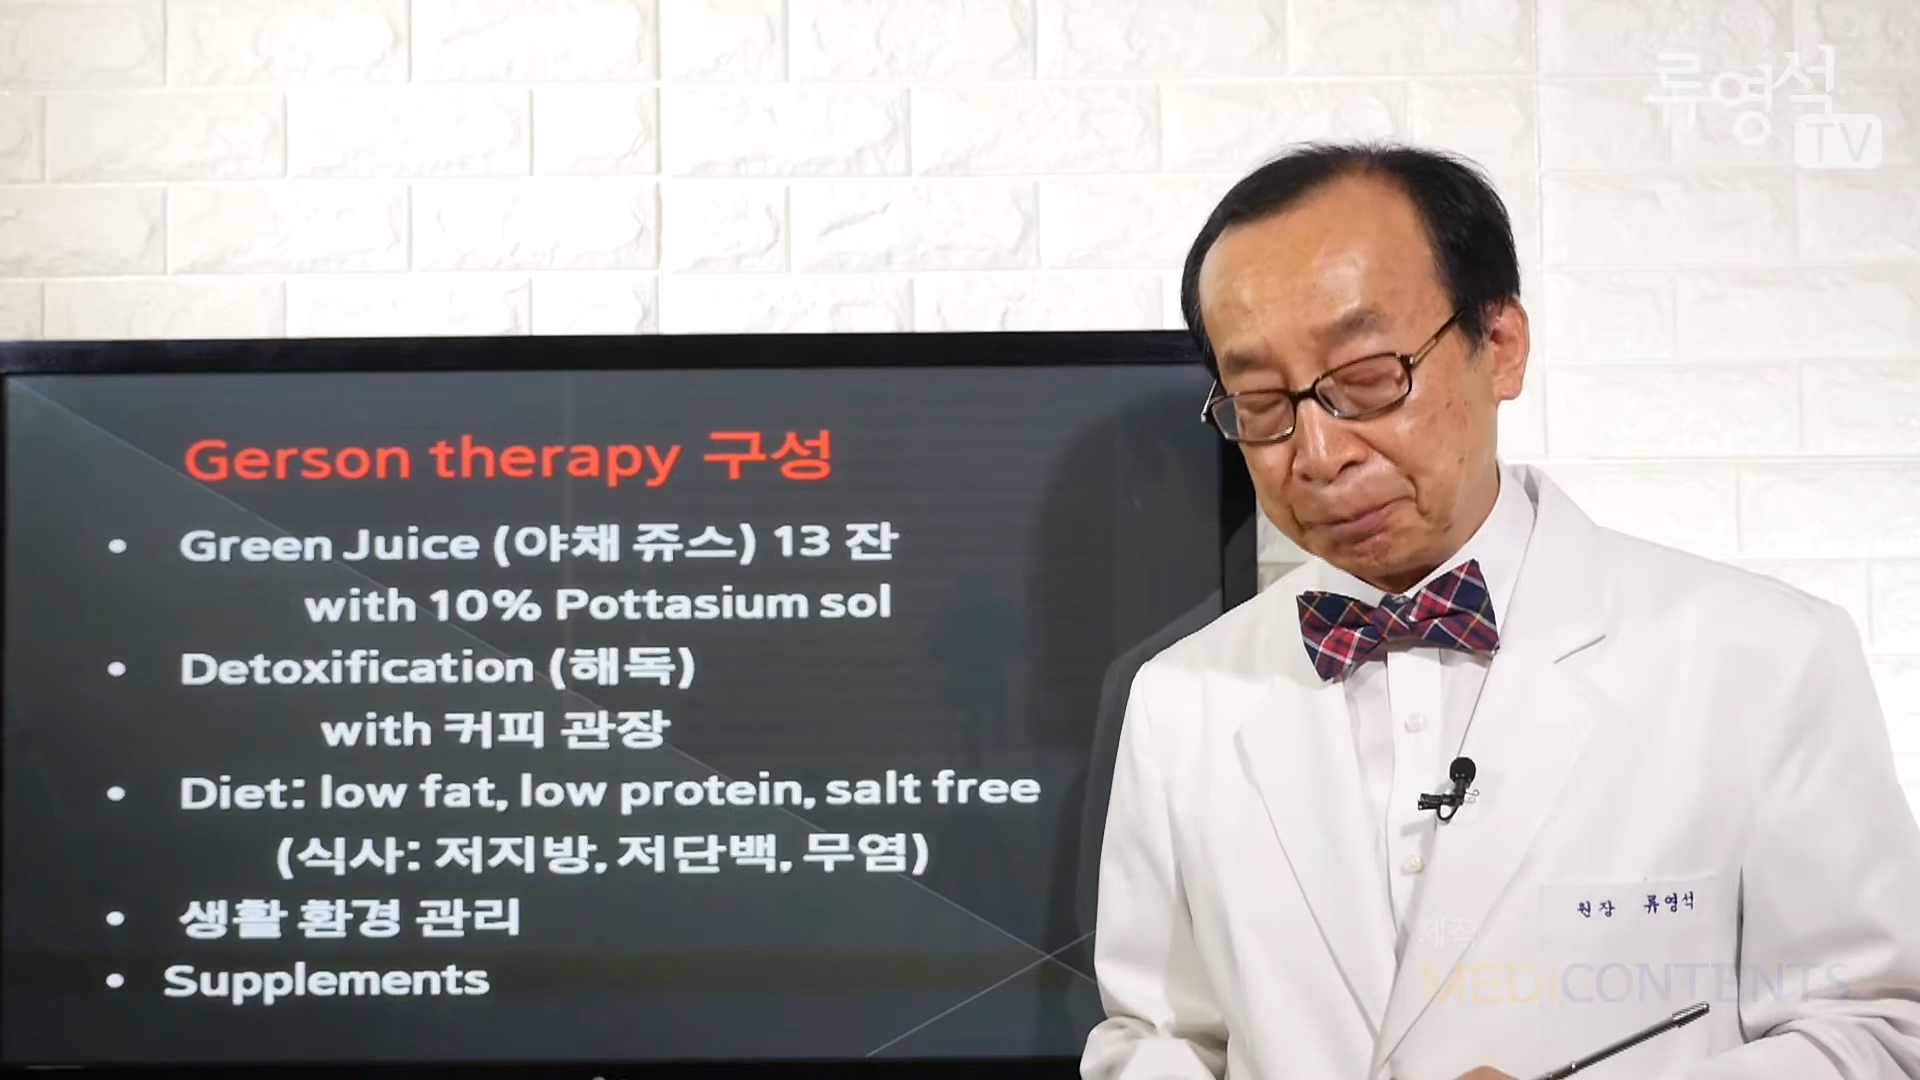 류영석
TV
Gerson therapy 구성
• Green Juice (야채 쥬스) 13 잔
with 10% Pottasium sol
• Detoxification (해독)
with 커피 관장
• Diet: low fat, low protein, salt free
(식사: 저지방, 저단백, 무염)
• 생활 환경 관리
• Supplements
원장 류영석
제작
MEDICONTENTS